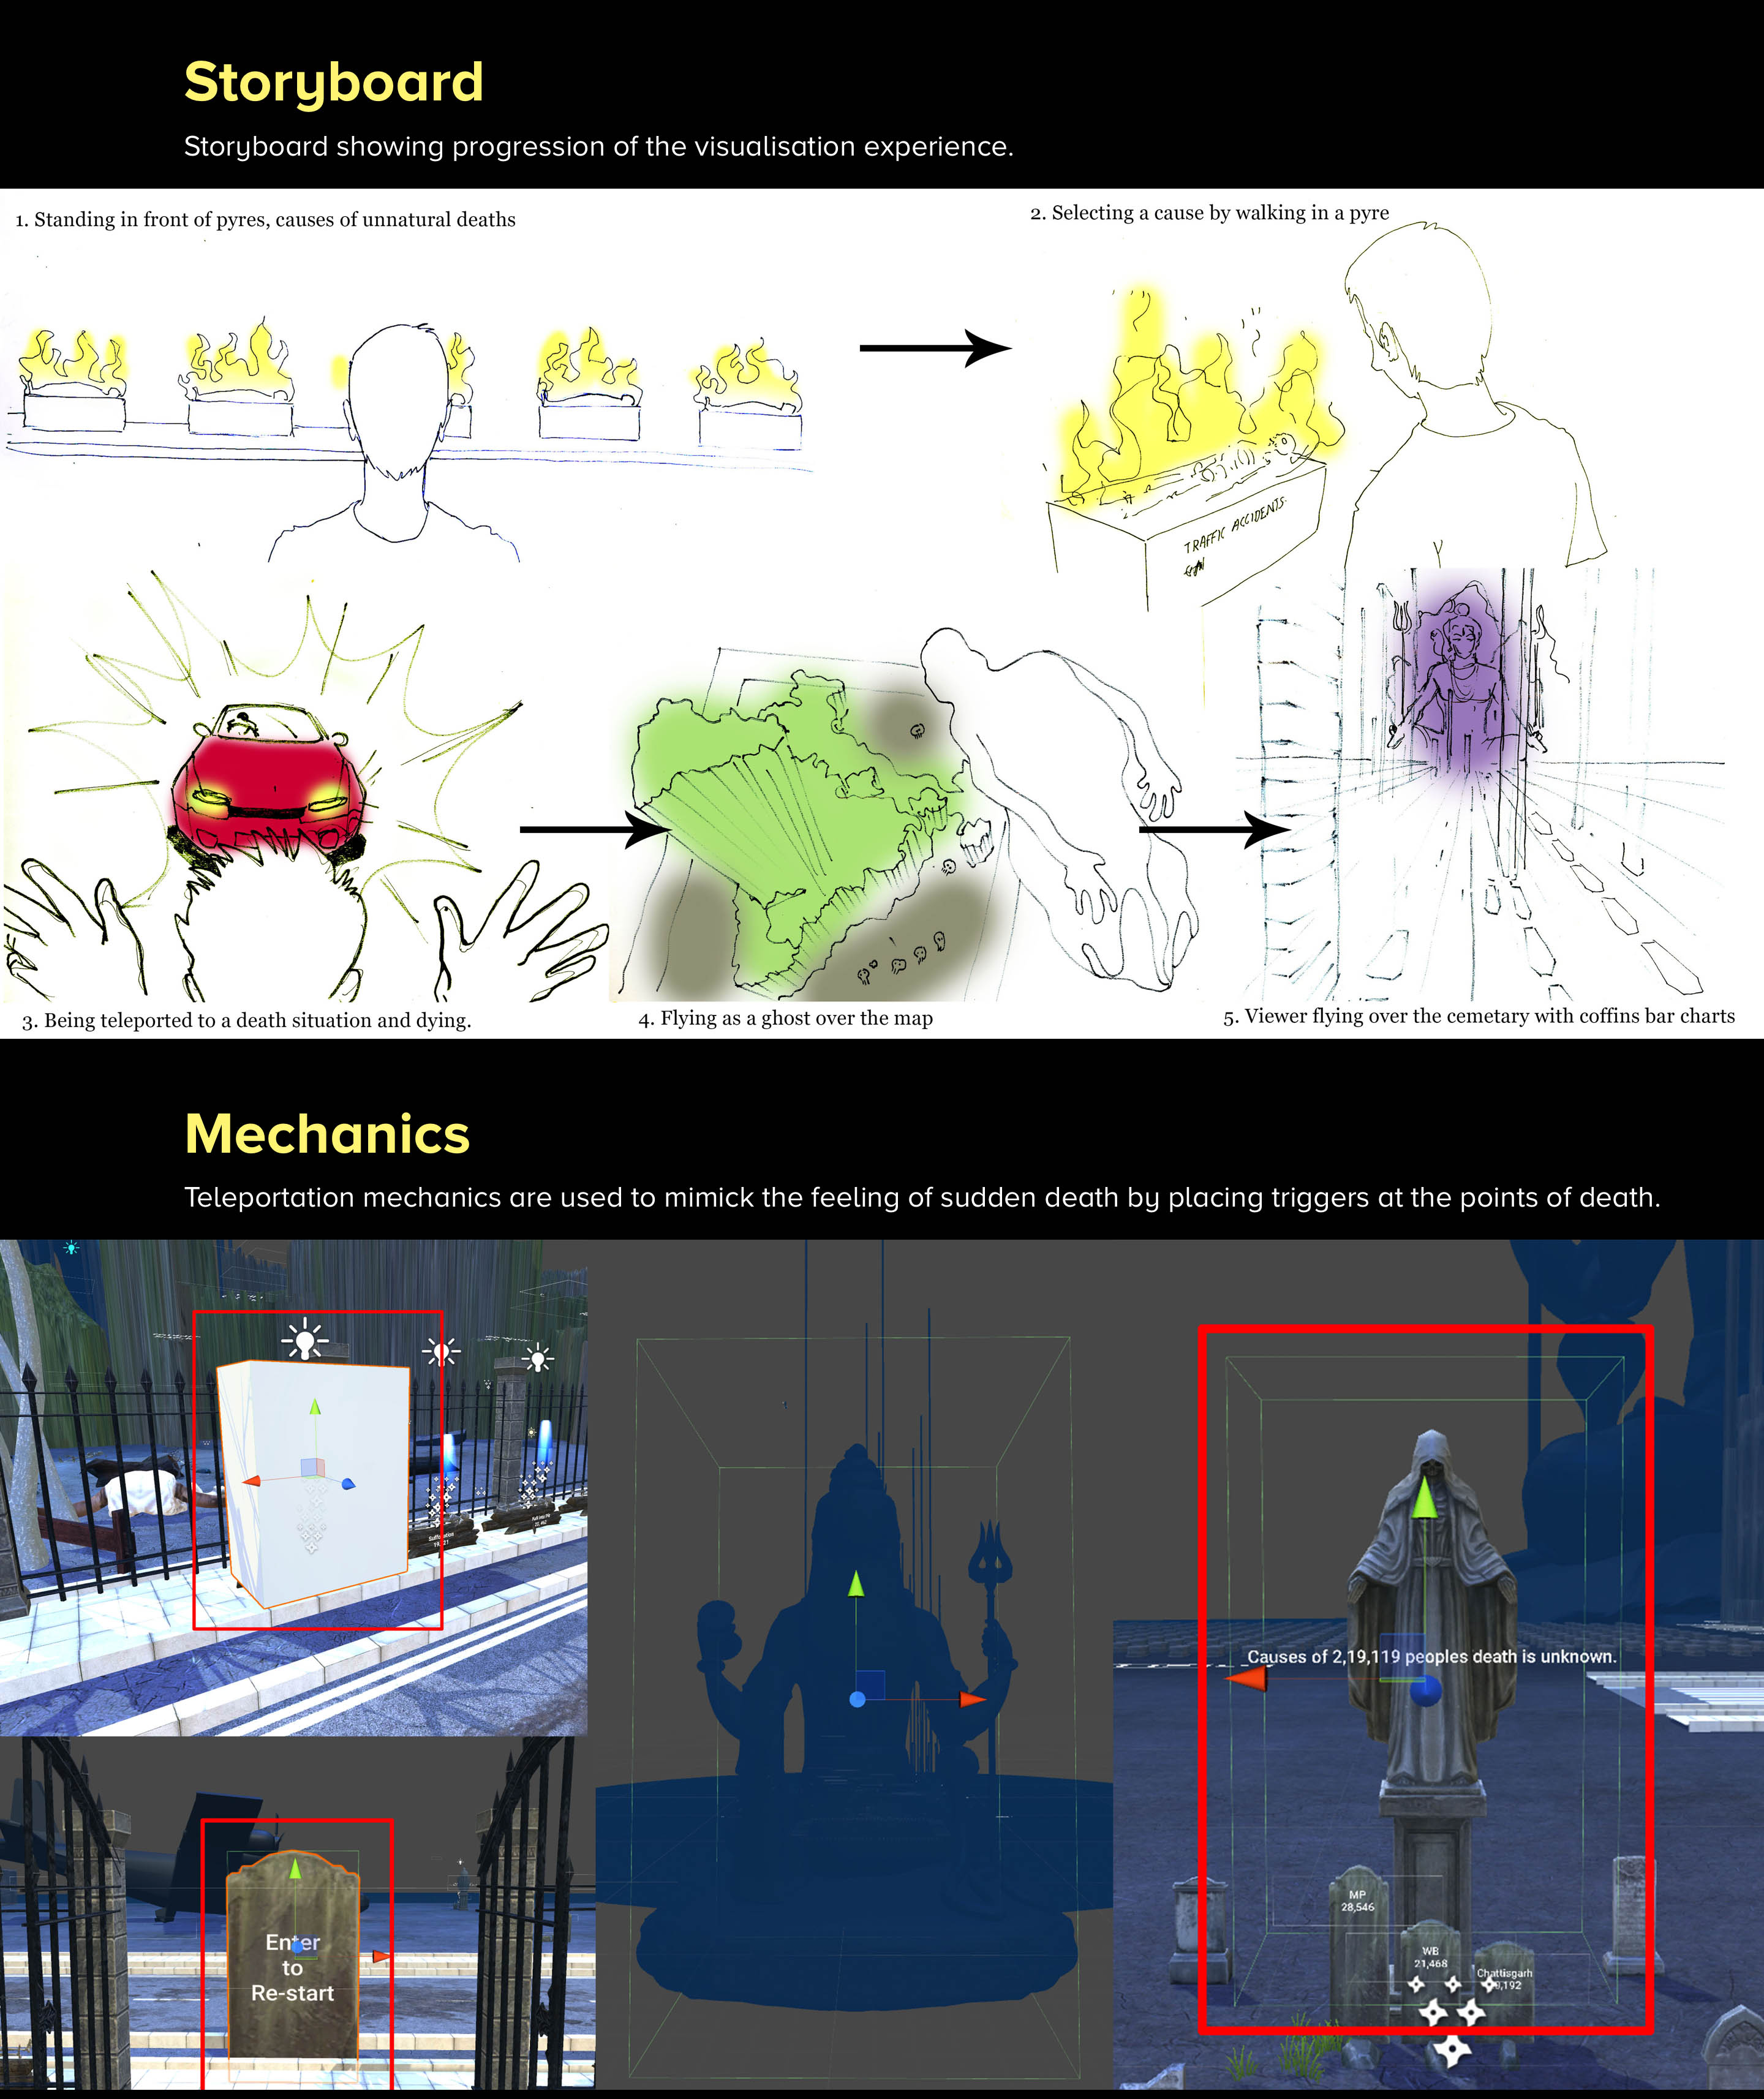 Storyboard
Storyboard showing progression of the visualisation experience.
1. Standing in front of pyres, causes of unnatural deaths
2. Selecting a cause by walking in a pyre
TRAFFIC ACCIDENTS
3. Being teleported to a death situation and dying.
4. Flying as a ghost over the map
5. Viewer flying over the cemetary with coffins bar charts
Mechanics
Teleportation mechanics are used to mimick the feeling of sudden death by placing triggers at the points of death.
Suffocation
Enter
to
Re-start
Causes of 2,19,119 peoples death is unknown.
MP
28,546
WB
21,468
Chattisgarh